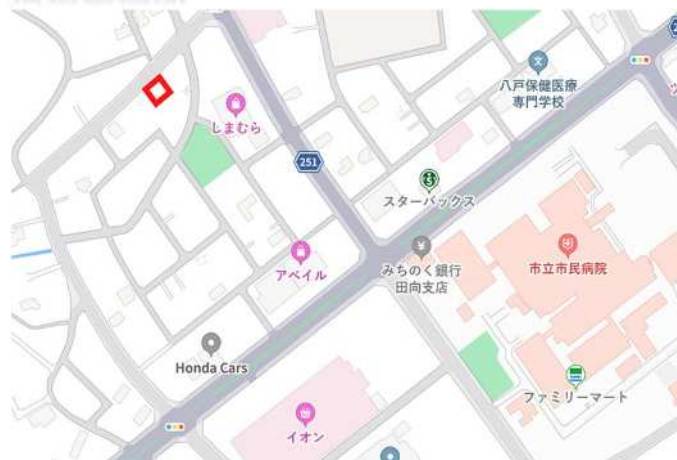 八戸保健医療
専門学校
しまむら
251
スターバックス
アベイル
みちのく銀行
田向支店
市立市民病院
Honda Cars
ファミリーマート
イオン